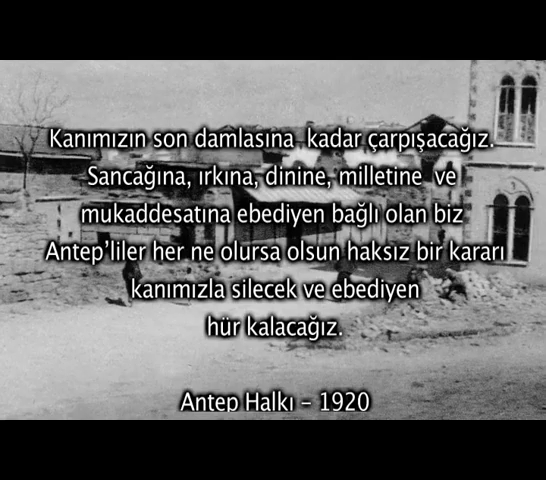 Kanımızın son damlasına kadar çarpışacağız.
Sancağına, ırkına, dinine, milletine ve
mukaddesatına ebediyen bağlı olan biz
Antep'liler her ne olursa olsun haksız bir kararı
kanımızla silecek ve ebediyen
hür kalacağız.
Antep Halkı – 1920